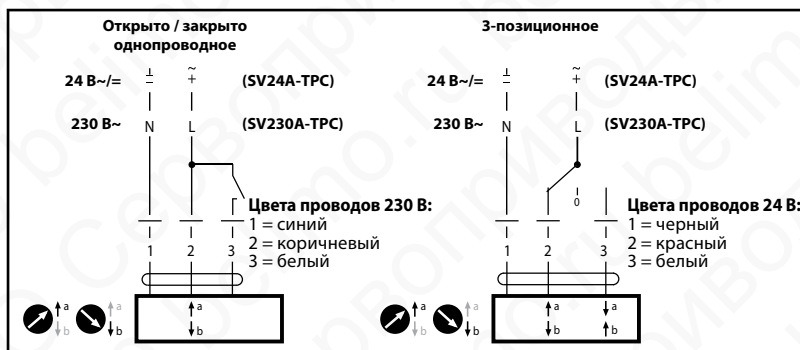 Открыто / закрыто
однопроводное
24 В~/= ⊥ – ~ + (SV24A-TPC)
230 В~ N L (SV230A-TPC)
Цвета проводов 230 В:
1 = синий
2 = коричневый
3 = белый
1 2 3
a b a b
a
b
3-позиционное
24 В~/= ⊥ – ~ + (SV24A-TPC)
230 В~ N L (SV230A-TPC)
0
Цвета проводов 24 В:
1 = черный
2 = красный
3 = белый
1 2 3
a b a b
a a
b b